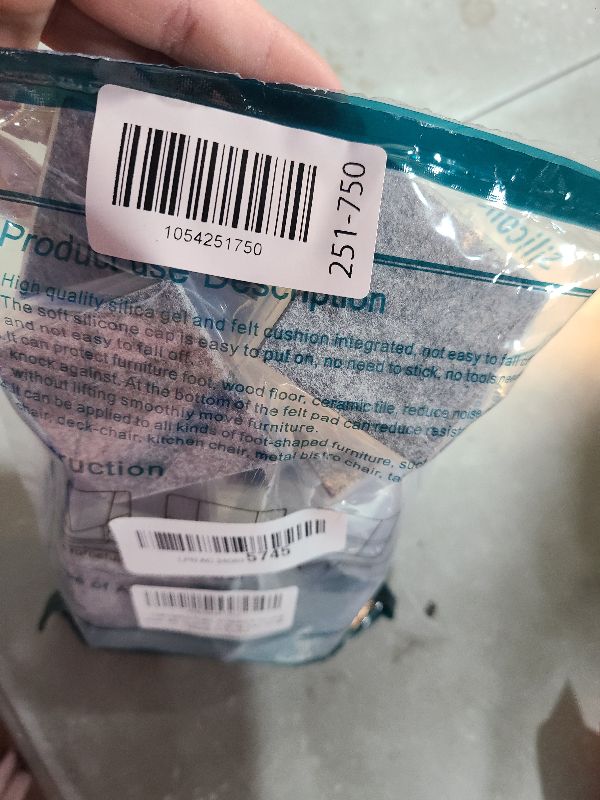 1054251750
251-750
silicon
Product use Description
High quality silica gel and felt cushion integrated, not easy to fall
The soft silicone cap is easy to put on, no need to stick, no tools
and not easy to fall off.
It can protect furniture foot, wood floor, ceramic tile, reduce noise
knock against. At the bottom of the felt pad can reduce resist
without lifting smoothly move furniture.
It can be applied to all kinds of foot-shaped furniture, suc
chair, deck-chair, kitchen chair, metal bistro chair, ta
ruction
5745